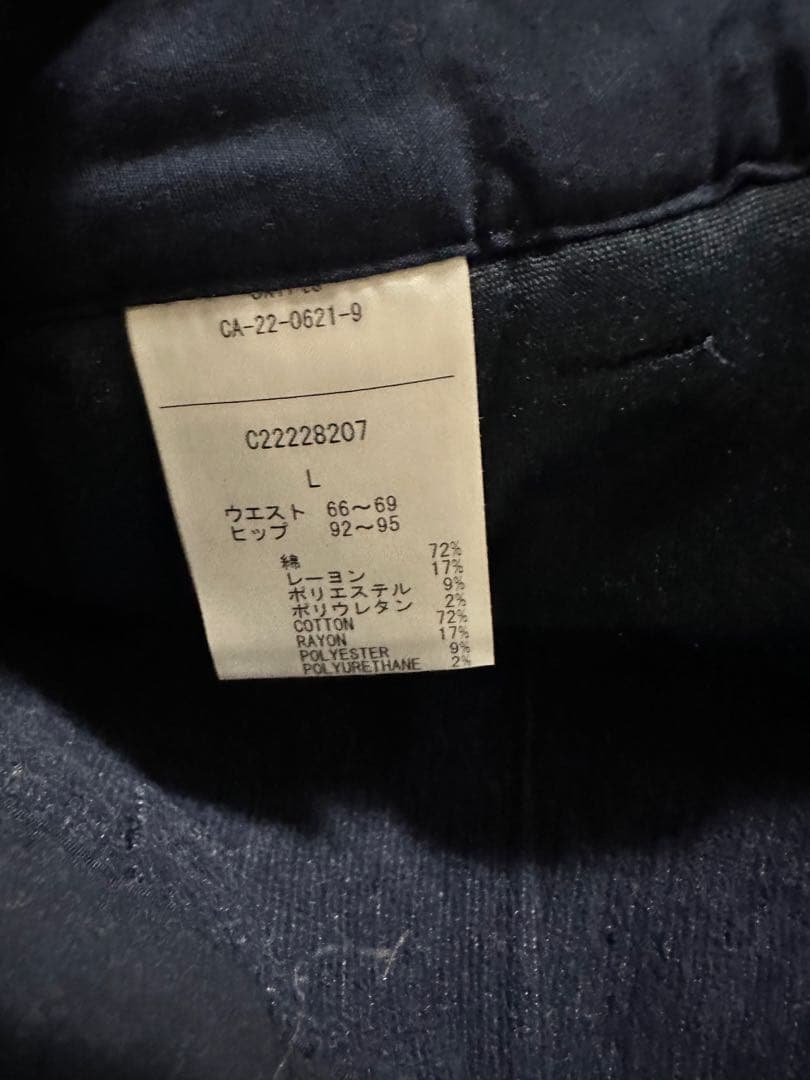 CA-22-0621-9
C22228207
L
ウエスト 66～69
ヒップ 92～95
綿 72%
レーヨン 17%
ポリエステル 9%
ポリウレタン 2%
COTTON 72%
RAYON 17%
POLYESTER 9%
POLYURETHANE 2%